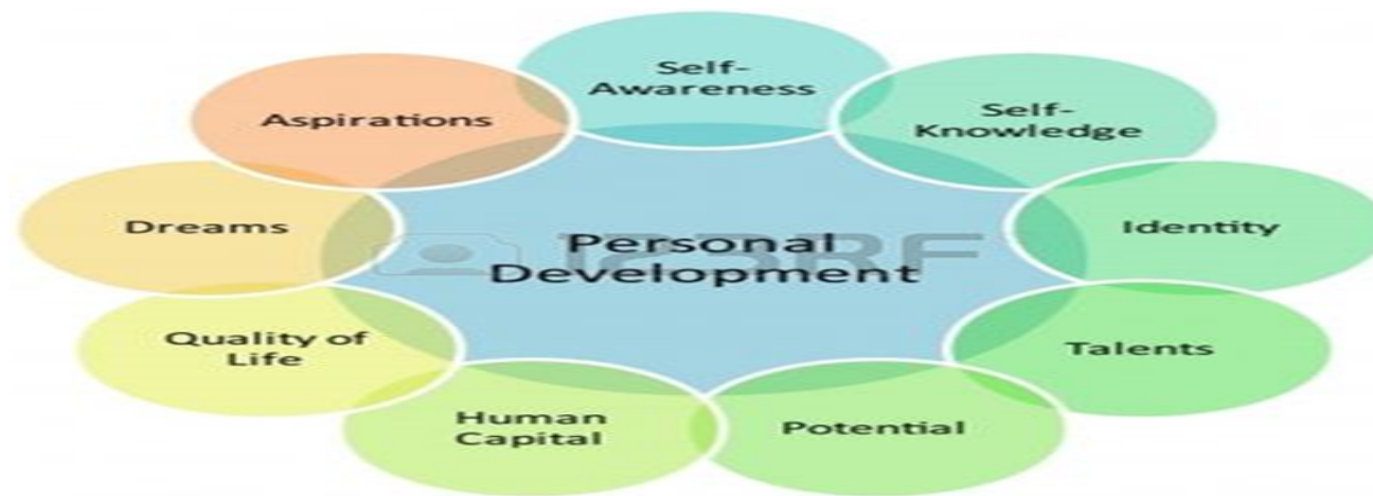 Self-
Awareness
Self-
Knowledge
Identity
Talents
Potential
Human
Capital
Quality of
Life
Dreams
Aspirations
Personal
Development